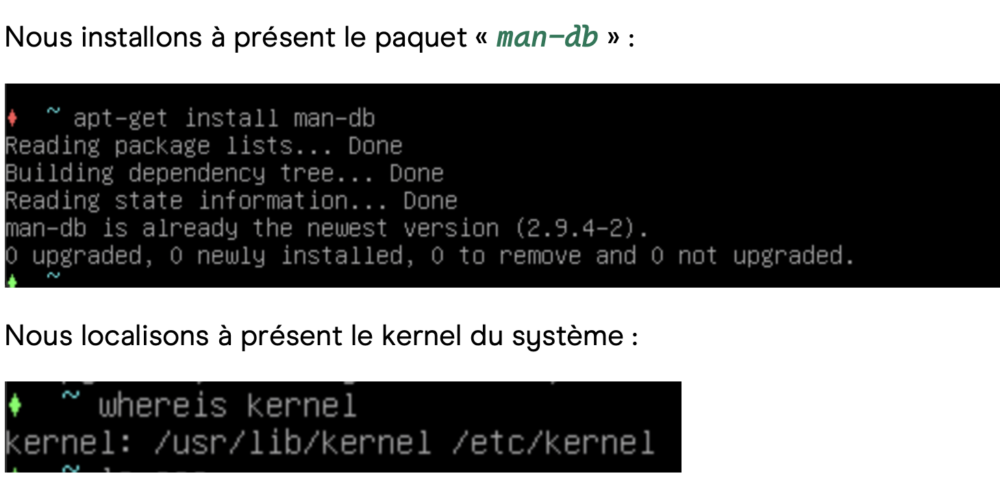 Nous installons à présent le paquet « man-db » :
~ apt-get install man-db
Reading package lists... Done
Building dependency tree... Done
Reading state information... Done
man-db is already the newest version (2.9.4-2).
0 upgraded, 0 newly installed, 0 to remove and 0 not upgraded.
~
Nous localisons à présent le kernel du système :
~ whereis kernel
kernel: /usr/lib/kernel /etc/kernel
~